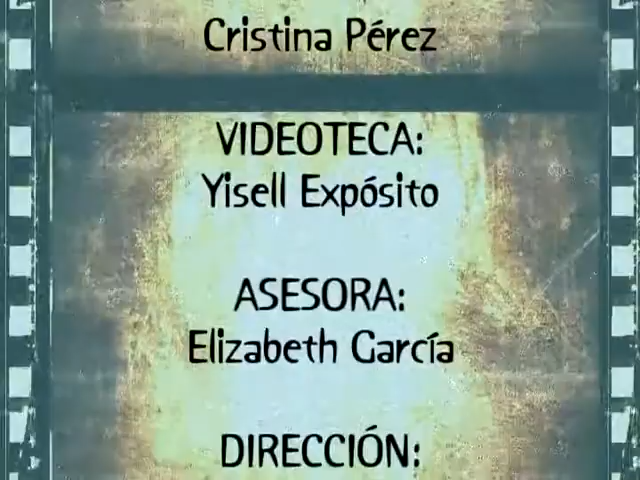 Cristina Pérez
VIDEOTECA:
Yisell Expósito
ASESORA:
Elizabeth García
DIRECCIÓN: